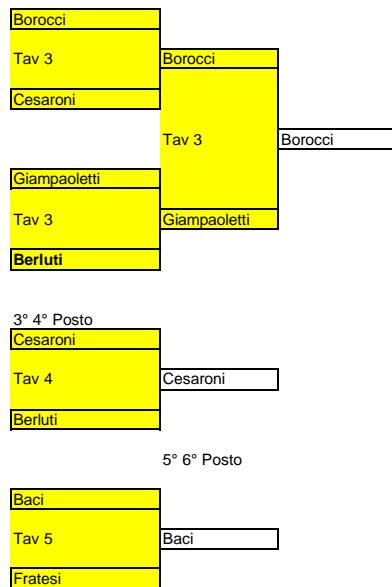 Borocci
Tav 3 Borocci
Cesaroni
Tav 3 Borocci
Giampaoletti
Tav 3 Giampaoletti
Berluti
3° 4° Posto
Cesaroni
Tav 4 Cesaroni
Berluti
5° 6° Posto
Baci
Tav 5 Baci
Fratesi